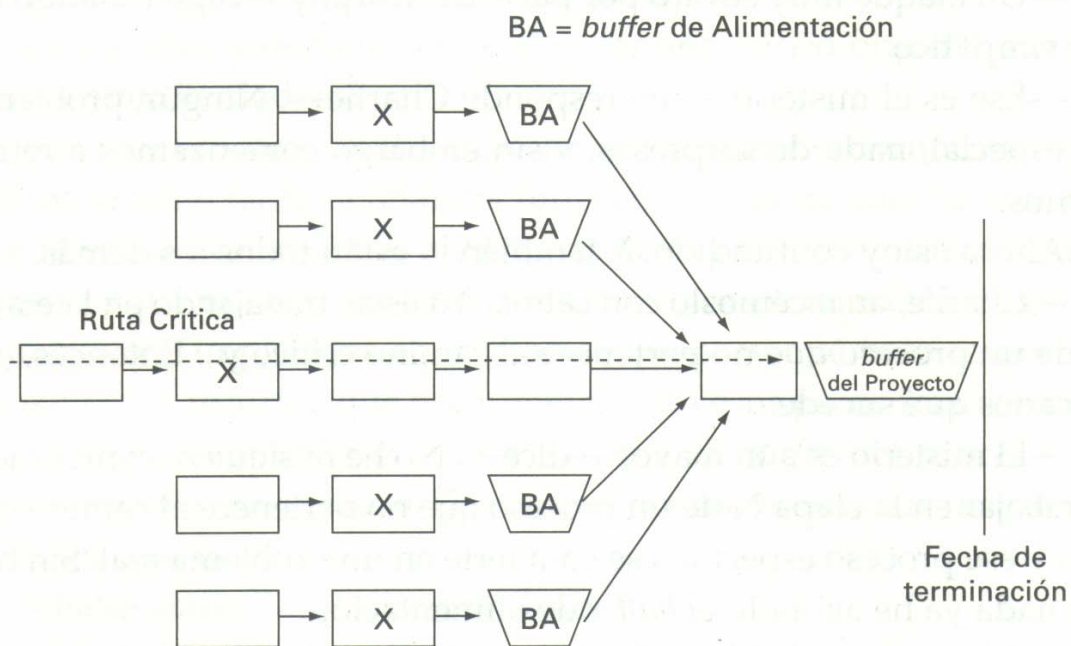 BA = buffer de Alimentación
X
BA
X
BA
Ruta Crítica
X
buffer
del Proyecto
X
BA
Fecha de
terminación
X
BA